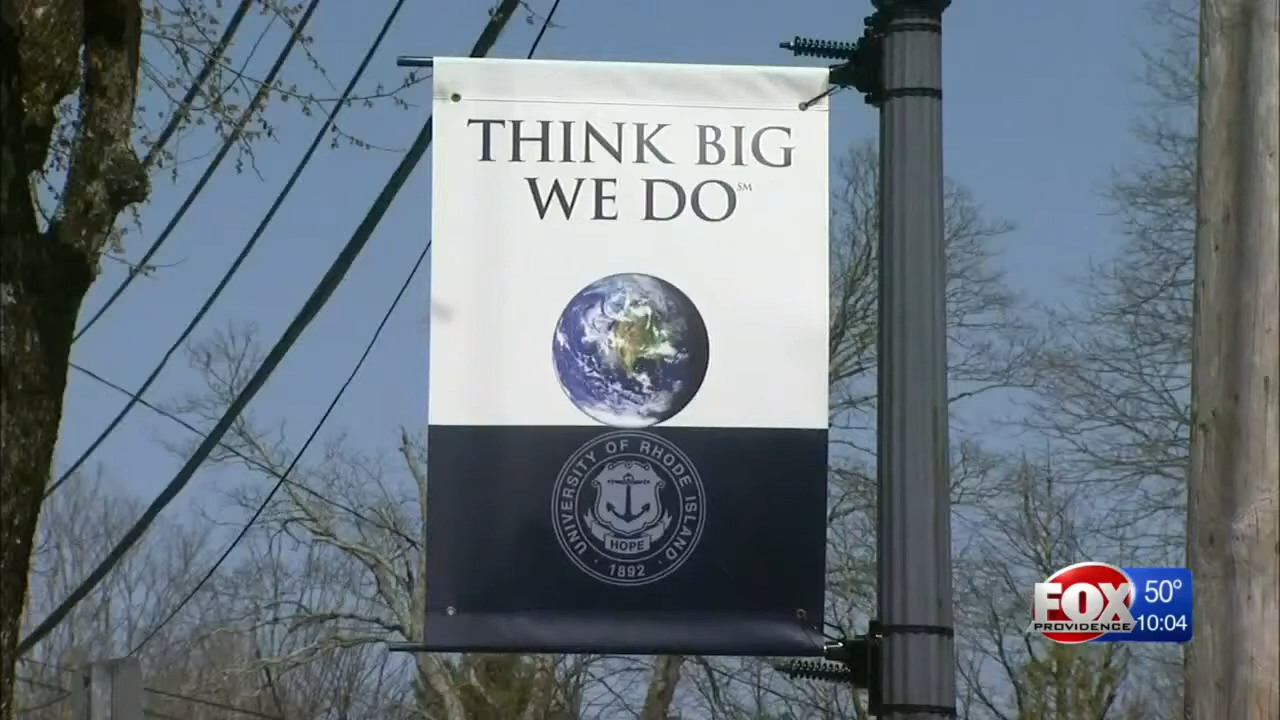 THINK BIG
WE DO℠
UNIVERSITY OF RHODE ISLAND
HOPE
· 1892 ·
FOX 50°
PROVIDENCE 10:04